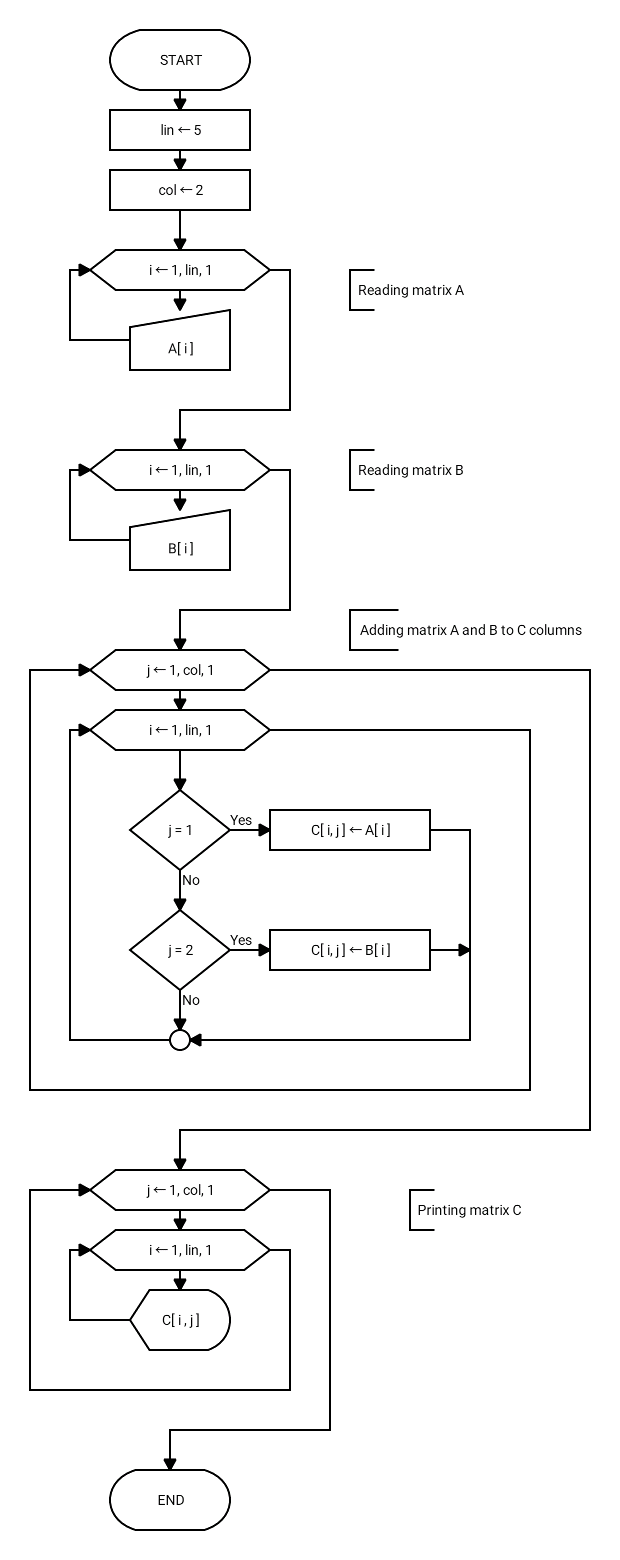 START
lin ← 5
col ← 2
i ← 1, lin, 1
Reading matrix A
A[ i ]
i ← 1, lin, 1
Reading matrix B
B[ i ]
Adding matrix A and B to C columns
j ← 1, col, 1
i ← 1, lin, 1
j = 1
Yes
C[ i, j ] ← A[ i ]
No
j = 2
Yes
C[ i, j ] ← B[ i ]
No
j ← 1, col, 1
Printing matrix C
i ← 1, lin, 1
C[ i , j ]
END